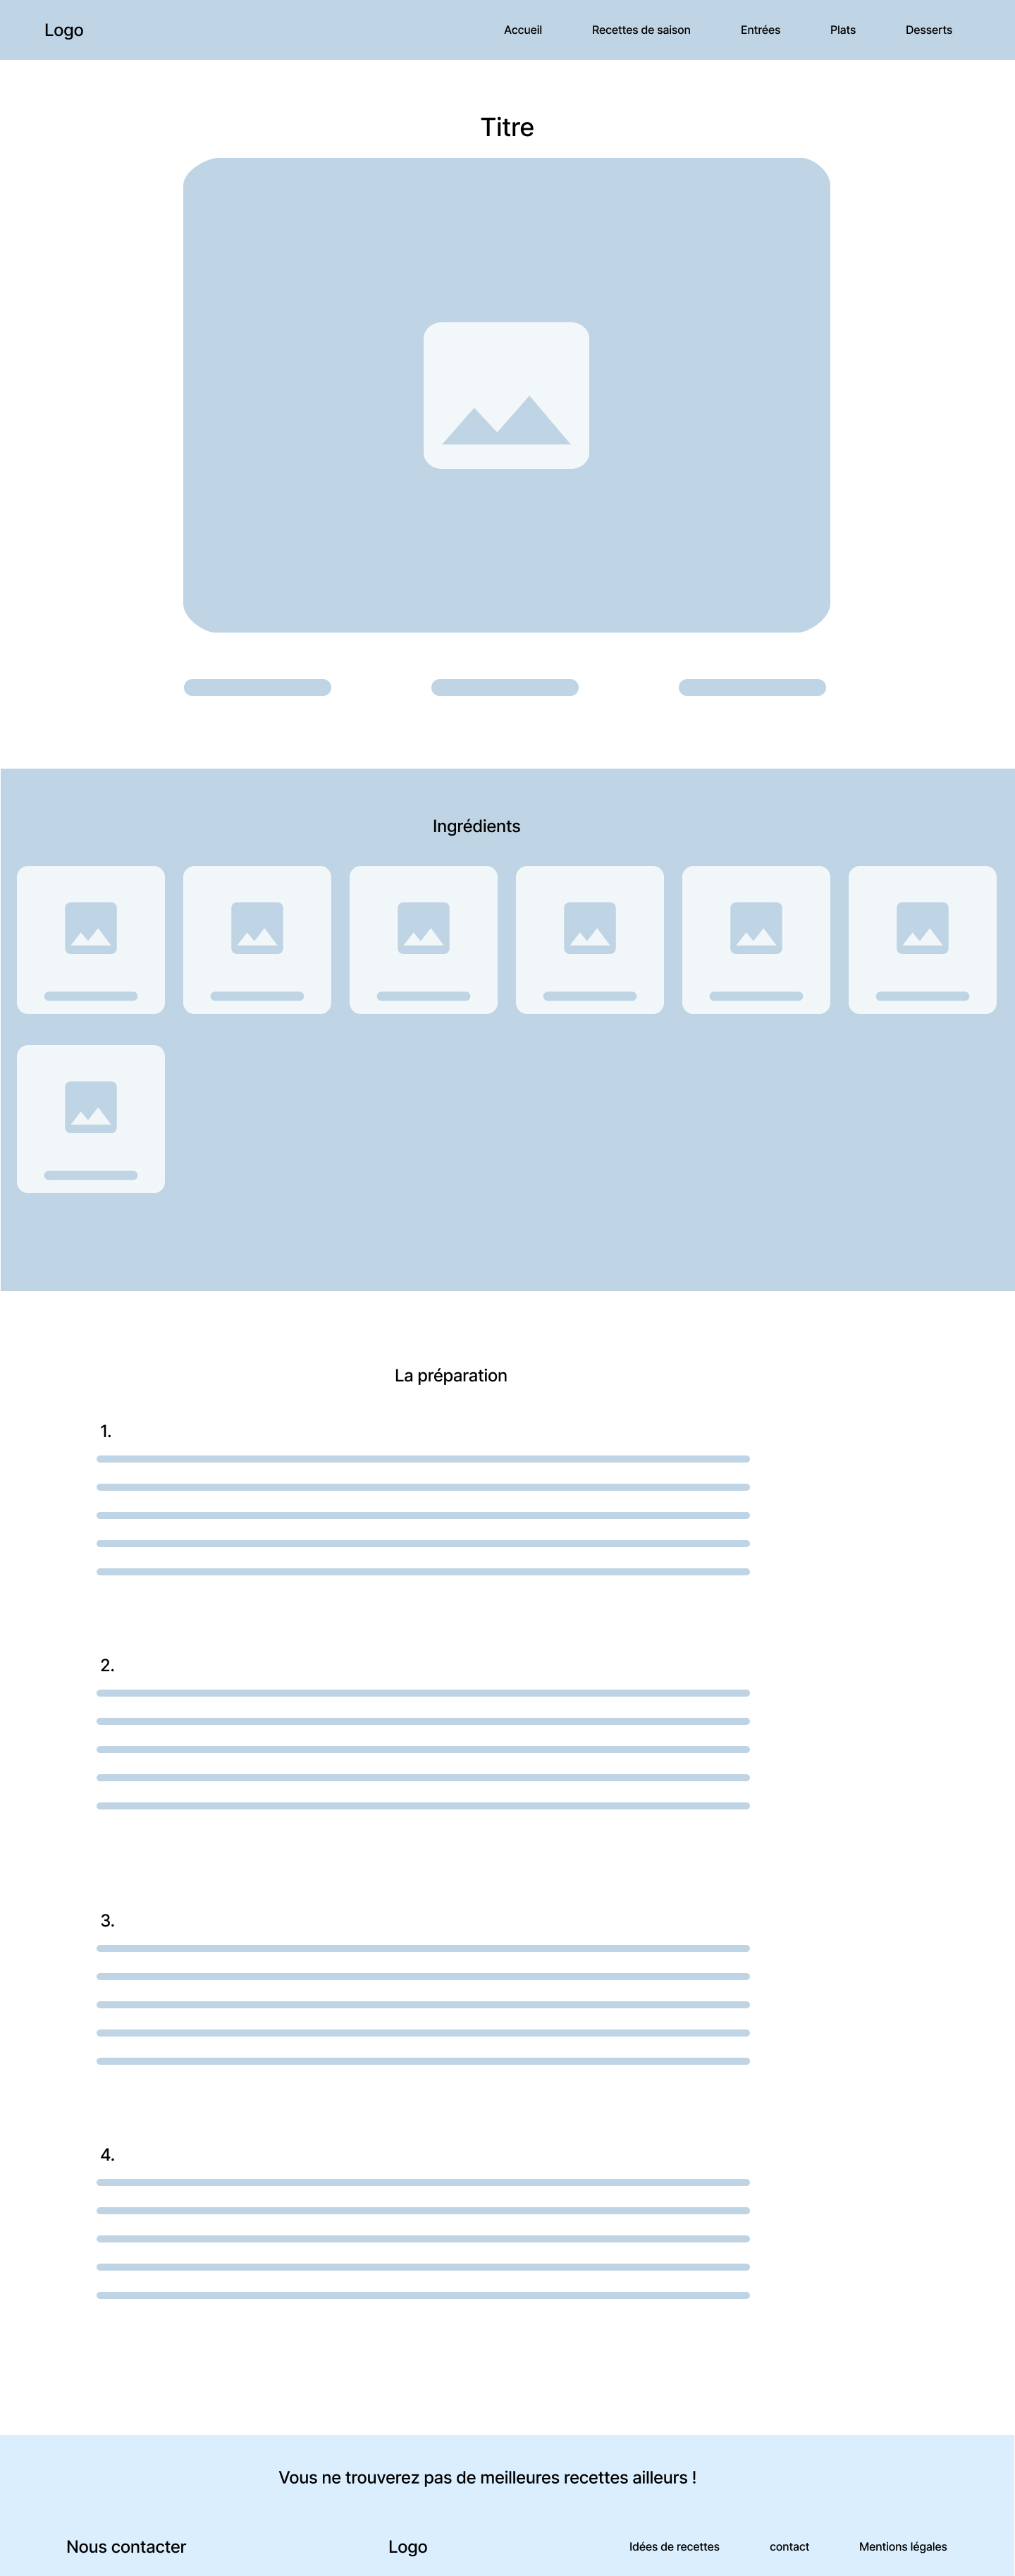 Logo Accueil Recettes de saison Entrées Plats Desserts
Titre
Ingrédients
La préparation
1.
2.
3.
4.
Vous ne trouverez pas de meilleures recettes ailleurs !
Nous contacter Logo Idées de recettes contact Mentions légales